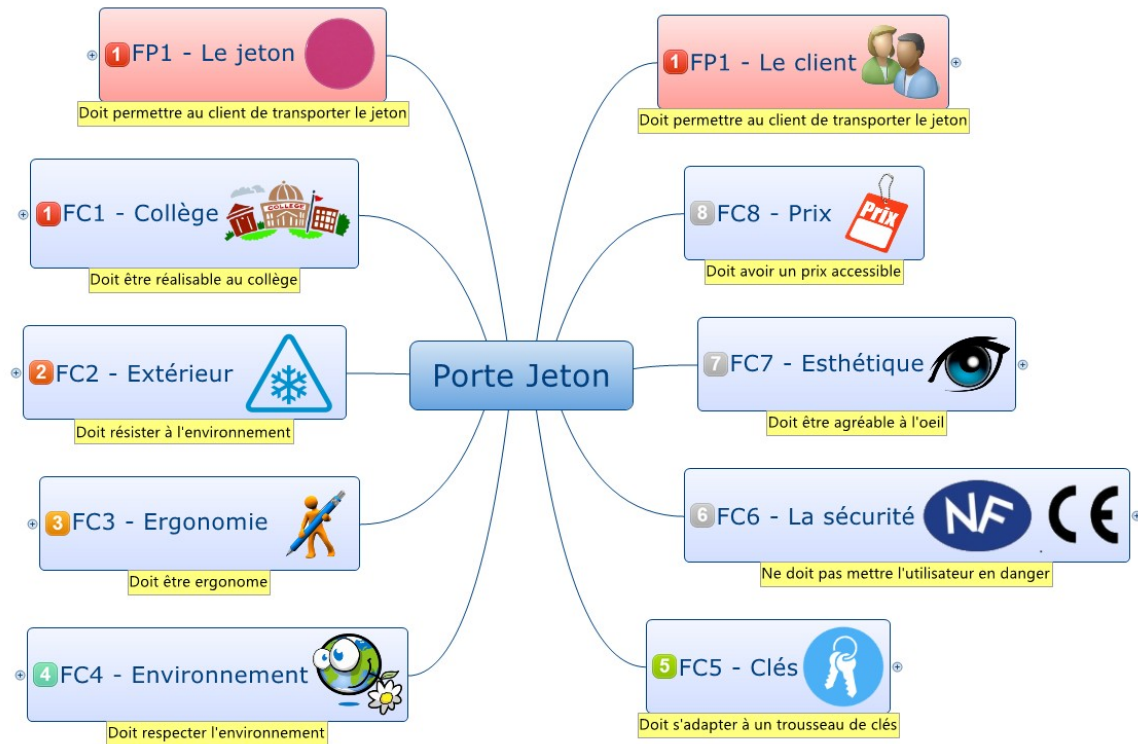 1 FP1 - Le jeton
Doit permettre au client de transporter le jeton
1 FC1 - Collège
COLLEGE
Doit être réalisable au collège
2 FC2 - Extérieur
Doit résister à l'environnement
3 FC3 - Ergonomie
Doit être ergonome
4 FC4 - Environnement
Doit respecter l'environnement
Porte Jeton
1 FP1 - Le client
Doit permettre au client de transporter le jeton
8 FC8 - Prix
Prix
Doit avoir un prix accessible
7 FC7 - Esthétique
Doit être agréable à l'oeil
6 FC6 - La sécurité
NF CE
Ne doit pas mettre l'utilisateur en danger
5 FC5 - Clés
Doit s'adapter à un trousseau de clés